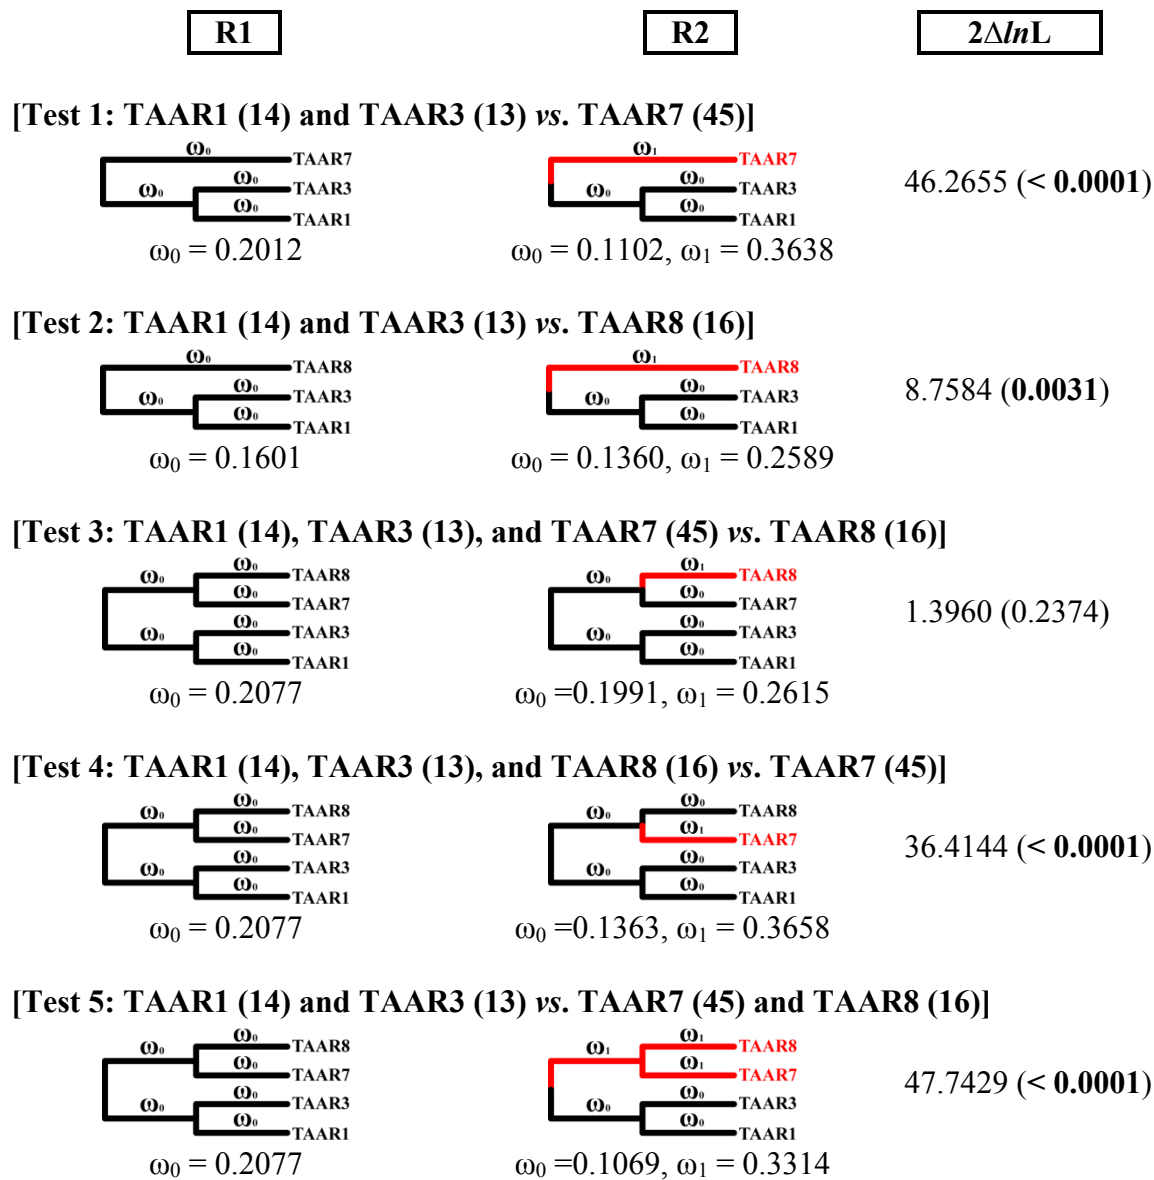 R1 R2 2ΔlnL
[Test 1: TAAR1 (14) and TAAR3 (13) vs. TAAR7 (45)]
ω₀ TAAR7 ω₁ TAAR7
ω₀ ω₀ TAAR3 ω₀ ω₀ TAAR3 46.2655 (< 0.0001)
ω₀ TAAR1 ω₀ TAAR1
ω₀ = 0.2012 ω₀ = 0.1102, ω₁ = 0.3638
[Test 2: TAAR1 (14) and TAAR3 (13) vs. TAAR8 (16)]
ω₀ TAAR8 ω₁ TAAR8
ω₀ ω₀ TAAR3 ω₀ ω₀ TAAR3 8.7584 (0.0031)
ω₀ TAAR1 ω₀ TAAR1
ω₀ = 0.1601 ω₀ = 0.1360, ω₁ = 0.2589
[Test 3: TAAR1 (14), TAAR3 (13), and TAAR7 (45) vs. TAAR8 (16)]
ω₀ ω₀ TAAR8 ω₀ ω₁ TAAR8
ω₀ TAAR7 ω₀ TAAR7 1.3960 (0.2374)
ω₀ ω₀ TAAR3 ω₀ ω₀ TAAR3
ω₀ TAAR1 ω₀ TAAR1
ω₀ = 0.2077 ω₀ =0.1991, ω₁ = 0.2615
[Test 4: TAAR1 (14), TAAR3 (13), and TAAR8 (16) vs. TAAR7 (45)]
ω₀ ω₀ TAAR8 ω₀ ω₀ TAAR8
ω₀ TAAR7 ω₁ TAAR7 36.4144 (< 0.0001)
ω₀ ω₀ TAAR3 ω₀ ω₀ TAAR3
ω₀ TAAR1 ω₀ TAAR1
ω₀ = 0.2077 ω₀ =0.1363, ω₁ = 0.3658
[Test 5: TAAR1 (14) and TAAR3 (13) vs. TAAR7 (45) and TAAR8 (16)]
ω₀ ω₀ TAAR8 ω₁ ω₁ TAAR8
ω₀ TAAR7 ω₁ TAAR7 47.7429 (< 0.0001)
ω₀ ω₀ TAAR3 ω₀ ω₀ TAAR3
ω₀ TAAR1 ω₀ TAAR1
ω₀ = 0.2077 ω₀ =0.1069, ω₁ = 0.3314